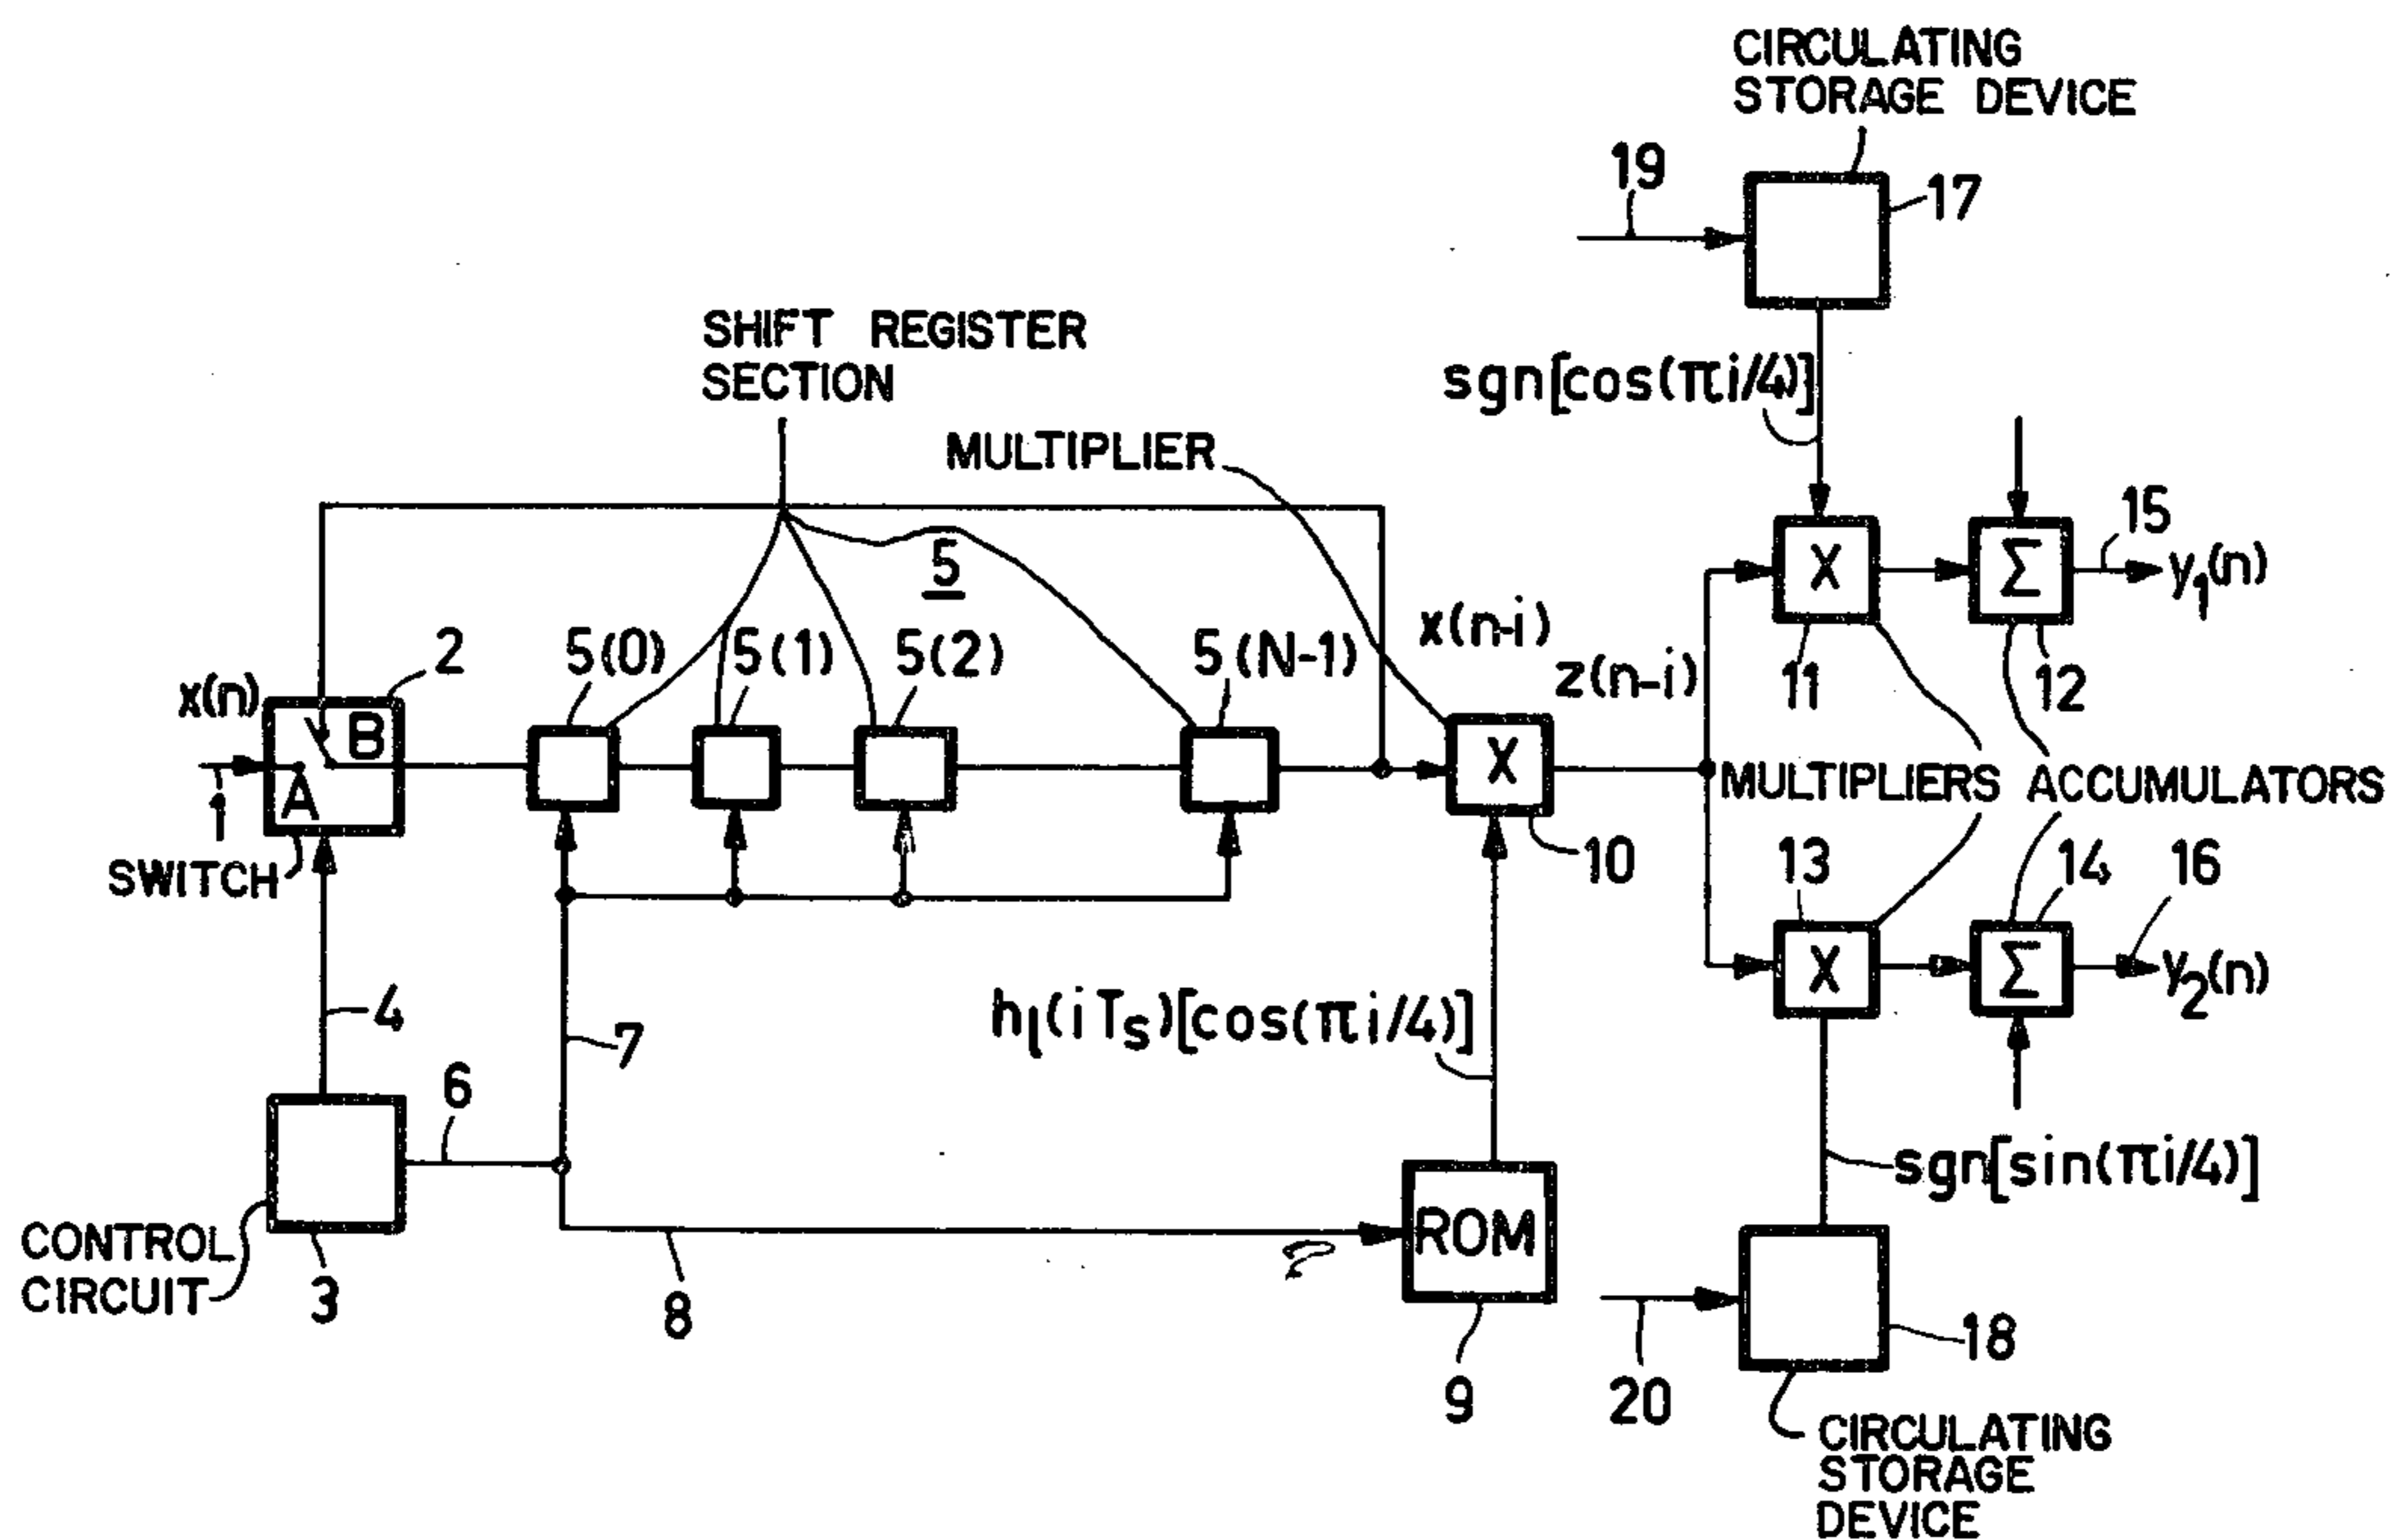 CIRCULATING
STORAGE DEVICE
19
17
SHIFT REGISTER
SECTION
sgn[cos(πi/4)]
MULTIPLIER
15
5
X
Σ
y₁(n)
x(n-i)
2
5(0)
5(1)
5(2)
5(N-1)
z(n-i)
11
12
x(n)
B
A
1
X
MULTIPLIERS
ACCUMULATORS
SWITCH
10
13
14
16
X
Σ
y₂(n)
4
7
h₁(iTₛ)[cos(πi/4)]
6
sgn[sin(πi/4)]
CONTROL
CIRCUIT
3
8
ROM
9
20
18
CIRCULATING
STORAGE
DEVICE